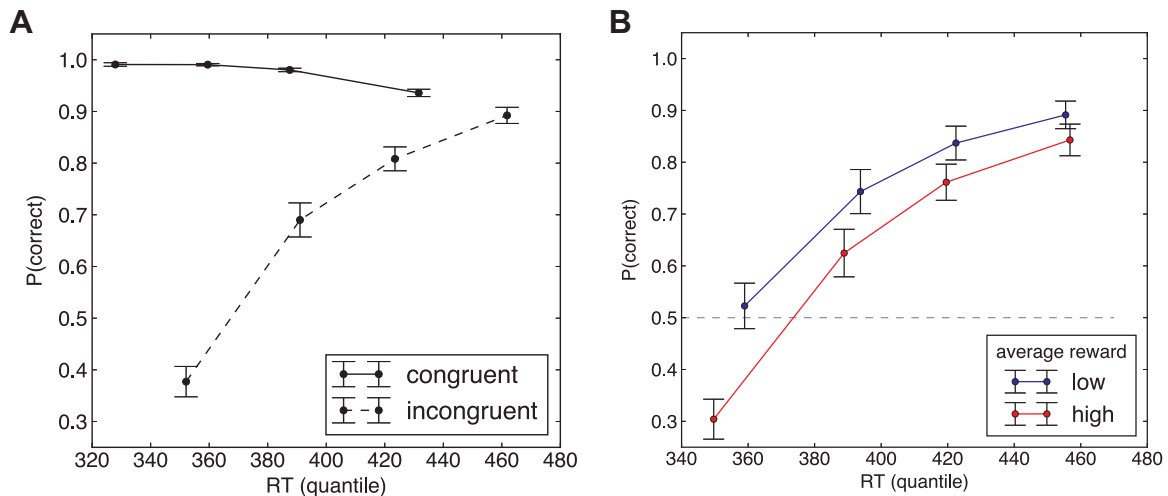 A
1.0
0.9
0.8
0.7
0.6
0.5
0.4
0.3
P(correct)
congruent
incongruent
320 340 360 380 400 420 440 460 480
RT (quantile)
B
1.0
0.9
0.8
0.7
0.6
0.5
0.4
0.3
P(correct)
average reward
low
high
340 360 380 400 420 440 460 480
RT (quantile)